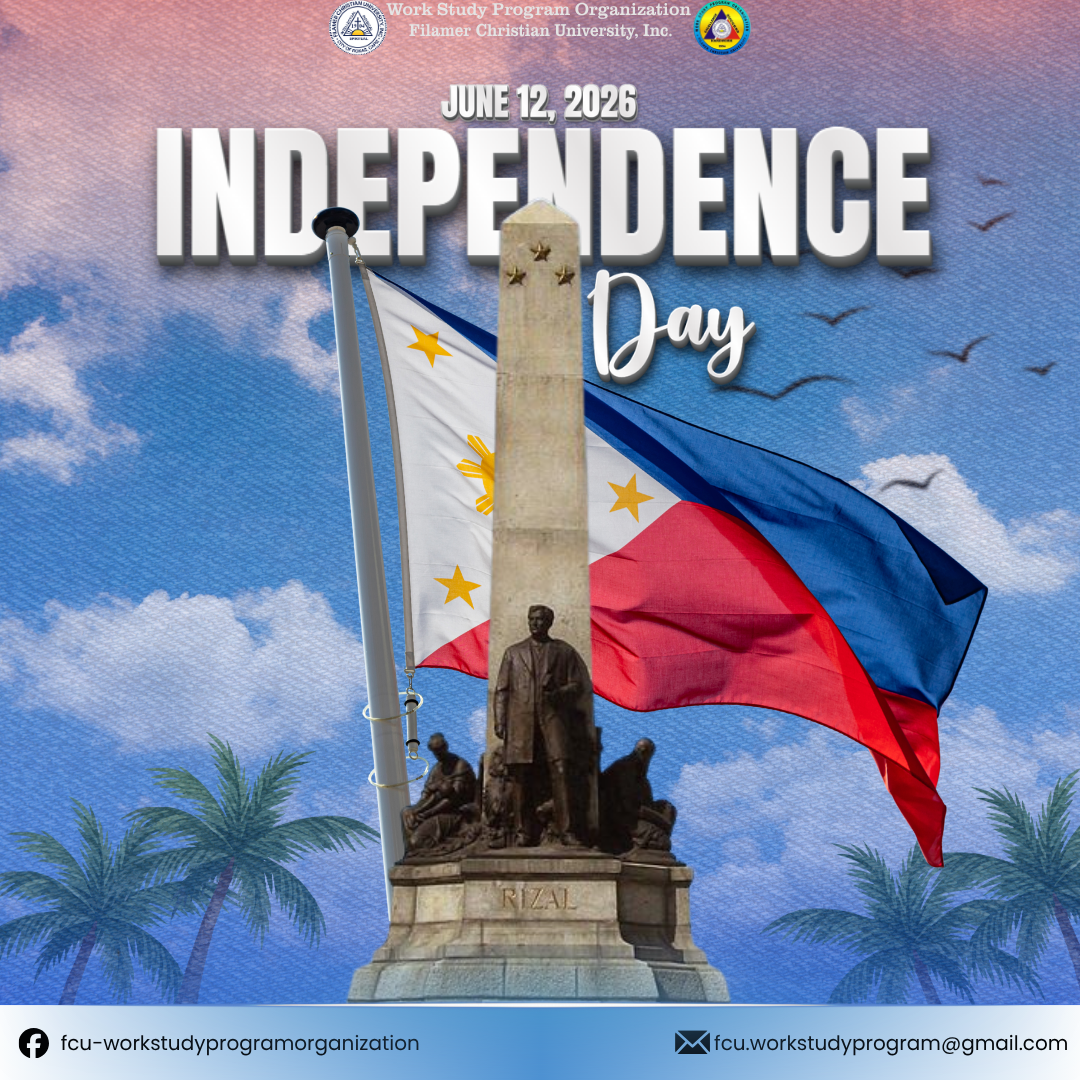 Work Study Program Organization
Filamer Christian University, Inc.
JUNE 12, 2026
INDEPENDENCE
Day
RIZAL
fcu-workstudyprogramorganization
fcu.workstudyprogram@gmail.com